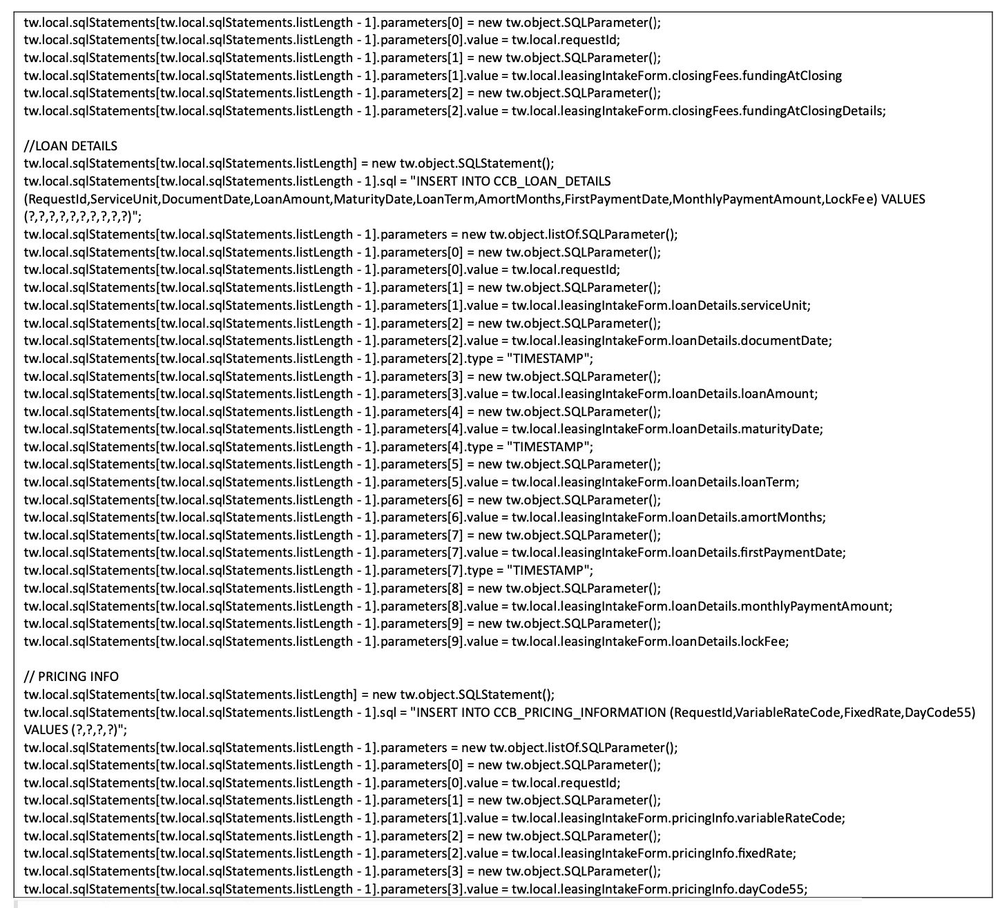 tw.local.sqlStatements[tw.local.sqlStatements.listLength - 1].parameters[0] = new tw.object.SQLParameter();
tw.local.sqlStatements[tw.local.sqlStatements.listLength - 1].parameters[0].value = tw.local.requestId;
tw.local.sqlStatements[tw.local.sqlStatements.listLength - 1].parameters[1] = new tw.object.SQLParameter();
tw.local.sqlStatements[tw.local.sqlStatements.listLength - 1].parameters[1].value = tw.local.leasingIntakeForm.closingFees.fundingAtClosing
tw.local.sqlStatements[tw.local.sqlStatements.listLength - 1].parameters[2] = new tw.object.SQLParameter();
tw.local.sqlStatements[tw.local.sqlStatements.listLength - 1].parameters[2].value = tw.local.leasingIntakeForm.closingFees.fundingAtClosingDetails;

//LOAN DETAILS
tw.local.sqlStatements[tw.local.sqlStatements.listLength] = new tw.object.SQLStatement();
tw.local.sqlStatements[tw.local.sqlStatements.listLength - 1].sql = "INSERT INTO CCB_LOAN_DETAILS
(RequestId,ServiceUnit,DocumentDate,LoanAmount,MaturityDate,LoanTerm,AmortMonths,FirstPaymentDate,MonthlyPaymentAmount,LockFee) VALUES
(?,?,?,?,?,?,?,?,?,?)";
tw.local.sqlStatements[tw.local.sqlStatements.listLength - 1].parameters = new tw.object.listOf.SQLParameter();
tw.local.sqlStatements[tw.local.sqlStatements.listLength - 1].parameters[0] = new tw.object.SQLParameter();
tw.local.sqlStatements[tw.local.sqlStatements.listLength - 1].parameters[0].value = tw.local.requestId;
tw.local.sqlStatements[tw.local.sqlStatements.listLength - 1].parameters[1] = new tw.object.SQLParameter();
tw.local.sqlStatements[tw.local.sqlStatements.listLength - 1].parameters[1].value = tw.local.leasingIntakeForm.loanDetails.serviceUnit;
tw.local.sqlStatements[tw.local.sqlStatements.listLength - 1].parameters[2] = new tw.object.SQLParameter();
tw.local.sqlStatements[tw.local.sqlStatements.listLength - 1].parameters[2].value = tw.local.leasingIntakeForm.loanDetails.documentDate;
tw.local.sqlStatements[tw.local.sqlStatements.listLength - 1].parameters[2].type = "TIMESTAMP";
tw.local.sqlStatements[tw.local.sqlStatements.listLength - 1].parameters[3] = new tw.object.SQLParameter();
tw.local.sqlStatements[tw.local.sqlStatements.listLength - 1].parameters[3].value = tw.local.leasingIntakeForm.loanDetails.loanAmount;
tw.local.sqlStatements[tw.local.sqlStatements.listLength - 1].parameters[4] = new tw.object.SQLParameter();
tw.local.sqlStatements[tw.local.sqlStatements.listLength - 1].parameters[4].value = tw.local.leasingIntakeForm.loanDetails.maturityDate;
tw.local.sqlStatements[tw.local.sqlStatements.listLength - 1].parameters[4].type = "TIMESTAMP";
tw.local.sqlStatements[tw.local.sqlStatements.listLength - 1].parameters[5] = new tw.object.SQLParameter();
tw.local.sqlStatements[tw.local.sqlStatements.listLength - 1].parameters[5].value = tw.local.leasingIntakeForm.loanDetails.loanTerm;
tw.local.sqlStatements[tw.local.sqlStatements.listLength - 1].parameters[6] = new tw.object.SQLParameter();
tw.local.sqlStatements[tw.local.sqlStatements.listLength - 1].parameters[6].value = tw.local.leasingIntakeForm.loanDetails.amortMonths;
tw.local.sqlStatements[tw.local.sqlStatements.listLength - 1].parameters[7] = new tw.object.SQLParameter();
tw.local.sqlStatements[tw.local.sqlStatements.listLength - 1].parameters[7].value = tw.local.leasingIntakeForm.loanDetails.firstPaymentDate;
tw.local.sqlStatements[tw.local.sqlStatements.listLength - 1].parameters[7].type = "TIMESTAMP";
tw.local.sqlStatements[tw.local.sqlStatements.listLength - 1].parameters[8] = new tw.object.SQLParameter();
tw.local.sqlStatements[tw.local.sqlStatements.listLength - 1].parameters[8].value = tw.local.leasingIntakeForm.loanDetails.monthlyPaymentAmount;
tw.local.sqlStatements[tw.local.sqlStatements.listLength - 1].parameters[9] = new tw.object.SQLParameter();
tw.local.sqlStatements[tw.local.sqlStatements.listLength - 1].parameters[9].value = tw.local.leasingIntakeForm.loanDetails.lockFee;

// PRICING INFO
tw.local.sqlStatements[tw.local.sqlStatements.listLength] = new tw.object.SQLStatement();
tw.local.sqlStatements[tw.local.sqlStatements.listLength - 1].sql = "INSERT INTO CCB_PRICING_INFORMATION (RequestId,VariableRateCode,FixedRate,DayCode55)
VALUES (?,?,?,?)";
tw.local.sqlStatements[tw.local.sqlStatements.listLength - 1].parameters = new tw.object.listOf.SQLParameter();
tw.local.sqlStatements[tw.local.sqlStatements.listLength - 1].parameters[0] = new tw.object.SQLParameter();
tw.local.sqlStatements[tw.local.sqlStatements.listLength - 1].parameters[0].value = tw.local.requestId;
tw.local.sqlStatements[tw.local.sqlStatements.listLength - 1].parameters[1] = new tw.object.SQLParameter();
tw.local.sqlStatements[tw.local.sqlStatements.listLength - 1].parameters[1].value = tw.local.leasingIntakeForm.pricingInfo.variableRateCode;
tw.local.sqlStatements[tw.local.sqlStatements.listLength - 1].parameters[2] = new tw.object.SQLParameter();
tw.local.sqlStatements[tw.local.sqlStatements.listLength - 1].parameters[2].value = tw.local.leasingIntakeForm.pricingInfo.fixedRate;
tw.local.sqlStatements[tw.local.sqlStatements.listLength - 1].parameters[3] = new tw.object.SQLParameter();
tw.local.sqlStatements[tw.local.sqlStatements.listLength - 1].parameters[3].value = tw.local.leasingIntakeForm.pricingInfo.dayCode55;